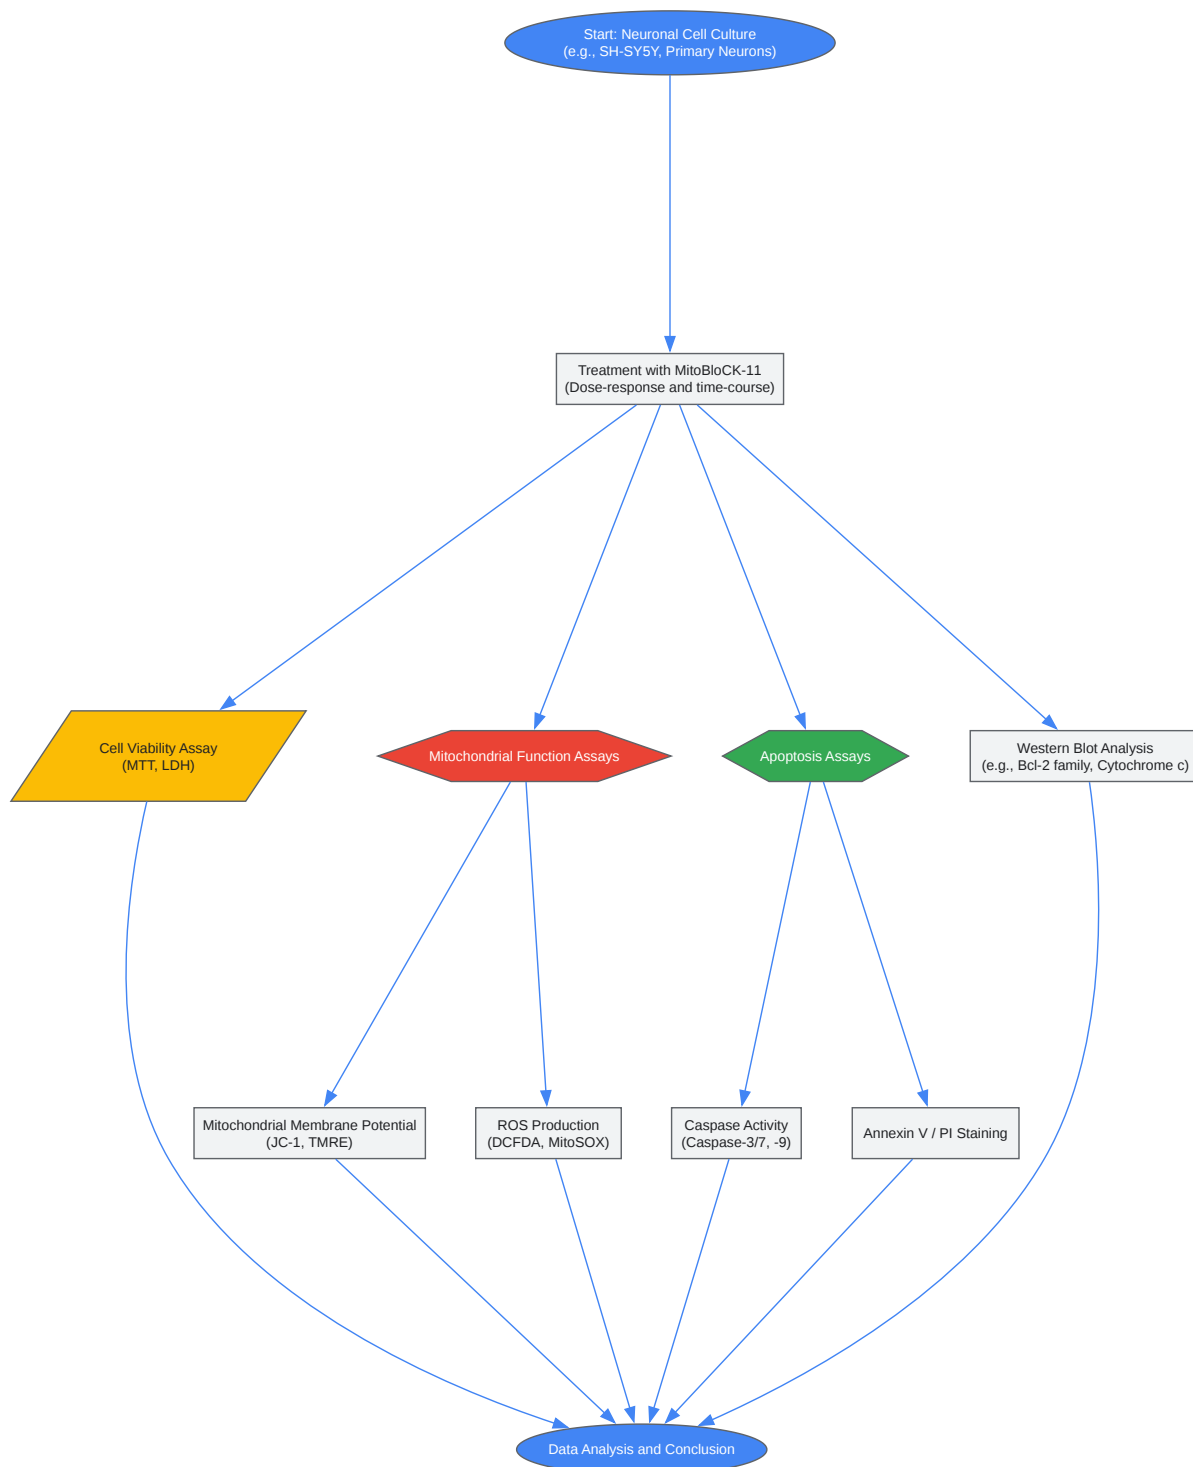 Start: Neuronal Cell Culture
(e.g., SH-SY5Y, Primary Neurons)
Treatment with MitoBloCK-11
(Dose-response and time-course)
Cell Viability Assay
(MTT, LDH)
Mitochondrial Function Assays
Apoptosis Assays
Western Blot Analysis
(e.g., Bcl-2 family, Cytochrome c)
Mitochondrial Membrane Potential
(JC-1, TMRE)
ROS Production
(DCFDA, MitoSOX)
Caspase Activity
(Caspase-3/7, -9)
Annexin V / PI Staining
Data Analysis and Conclusion